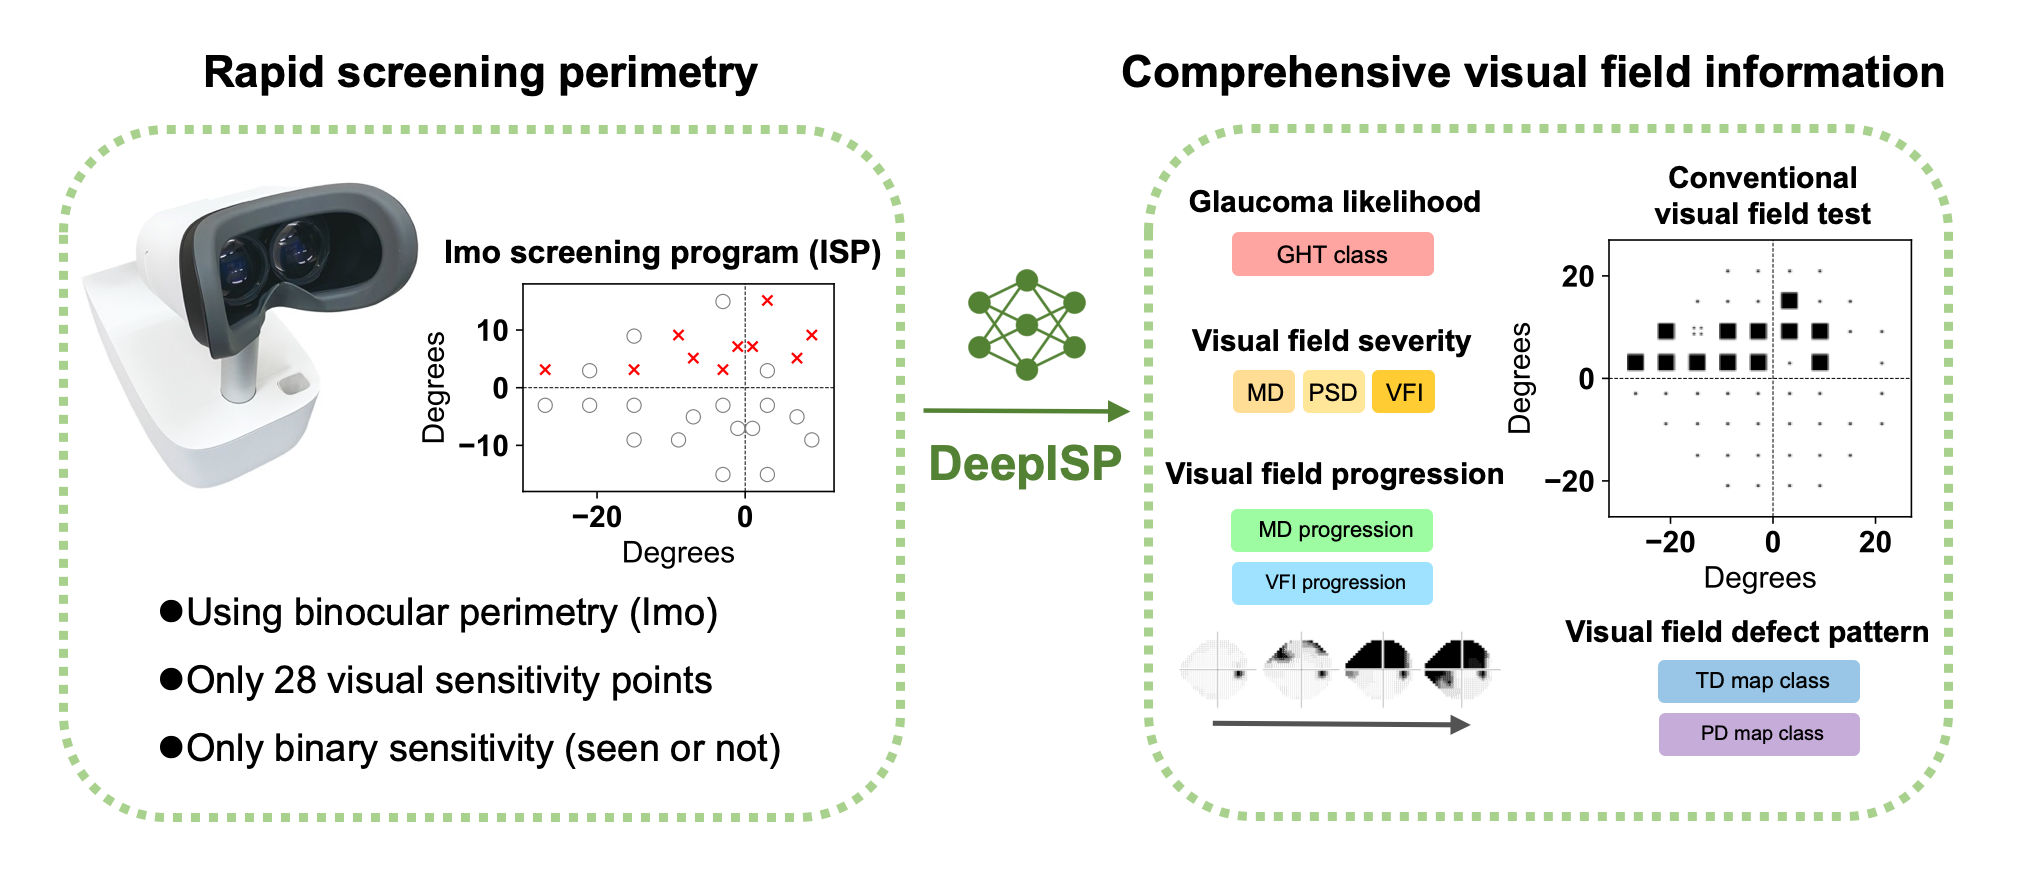 Rapid screening perimetry
Imo screening program (ISP)
Degrees
10
0
−10
−20
0
Degrees
●Using binocular perimetry (Imo)
●Only 28 visual sensitivity points
●Only binary sensitivity (seen or not)
DeepISP
Comprehensive visual field information
Glaucoma likelihood
GHT class
Visual field severity
MD
PSD
VFI
Visual field progression
MD progression
VFI progression
Conventional
visual field test
Degrees
20
0
−20
−20
0
20
Degrees
Visual field defect pattern
TD map class
PD map class